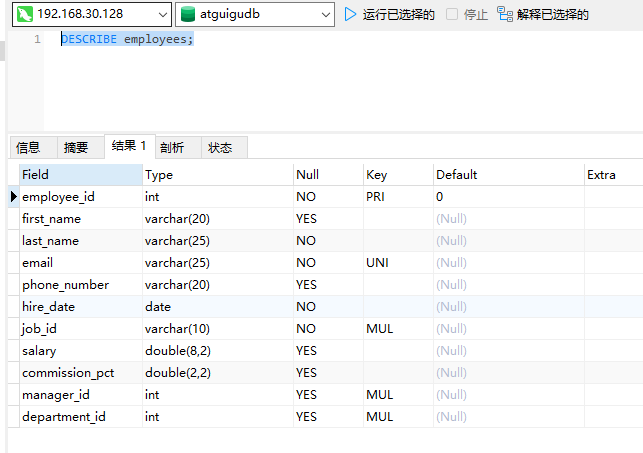 192.168.30.128 atguigudb 运行已选择的 停止 解释已选择的
1 DESCRIBE employees;
信息 摘要 结果 1 剖析 状态
Field Type Null Key Default Extra
employee_id int NO PRI 0
first_name varchar(20) YES (Null)
last_name varchar(25) NO (Null)
email varchar(25) NO UNI (Null)
phone_number varchar(20) YES (Null)
hire_date date NO (Null)
job_id varchar(10) NO MUL (Null)
salary double(8,2) YES (Null)
commission_pct double(2,2) YES (Null)
manager_id int YES MUL (Null)
department_id int YES MUL (Null)